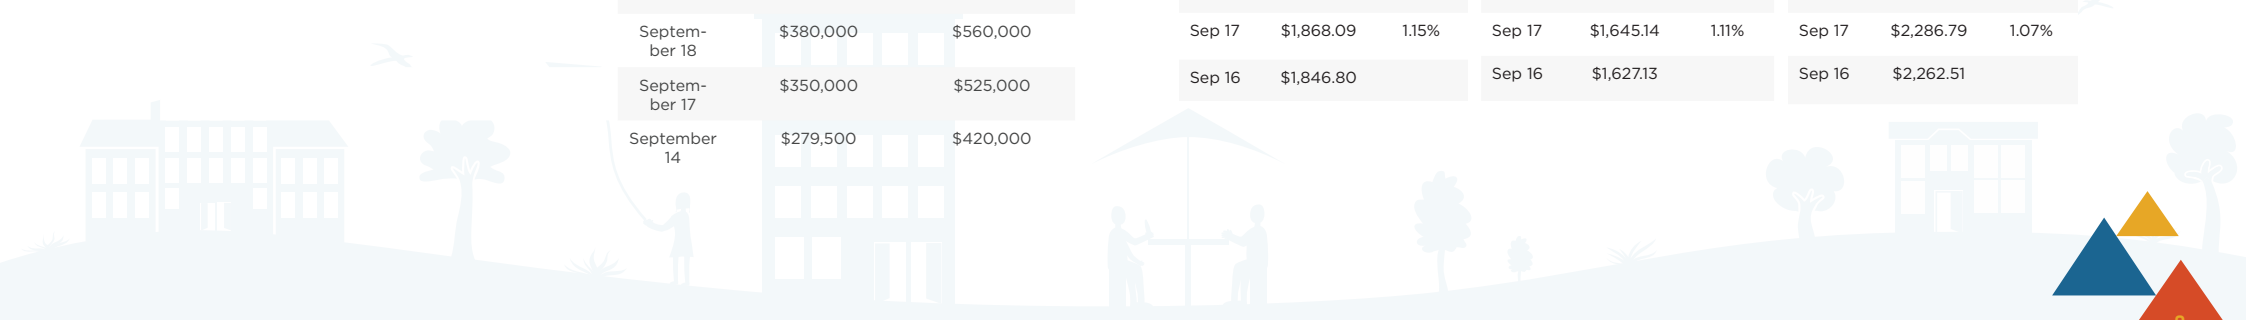 Septem-
ber 18 $380,000 $560,000
Septem-
ber 17 $350,000 $525,000
September
14 $279,500 $420,000
Sep 17 $1,868.09 1.15%
Sep 16 $1,846.80
Sep 17 $1,645.14 1.11%
Sep 16 $1,627.13
Sep 17 $2,286.79 1.07%
Sep 16 $2,262.51